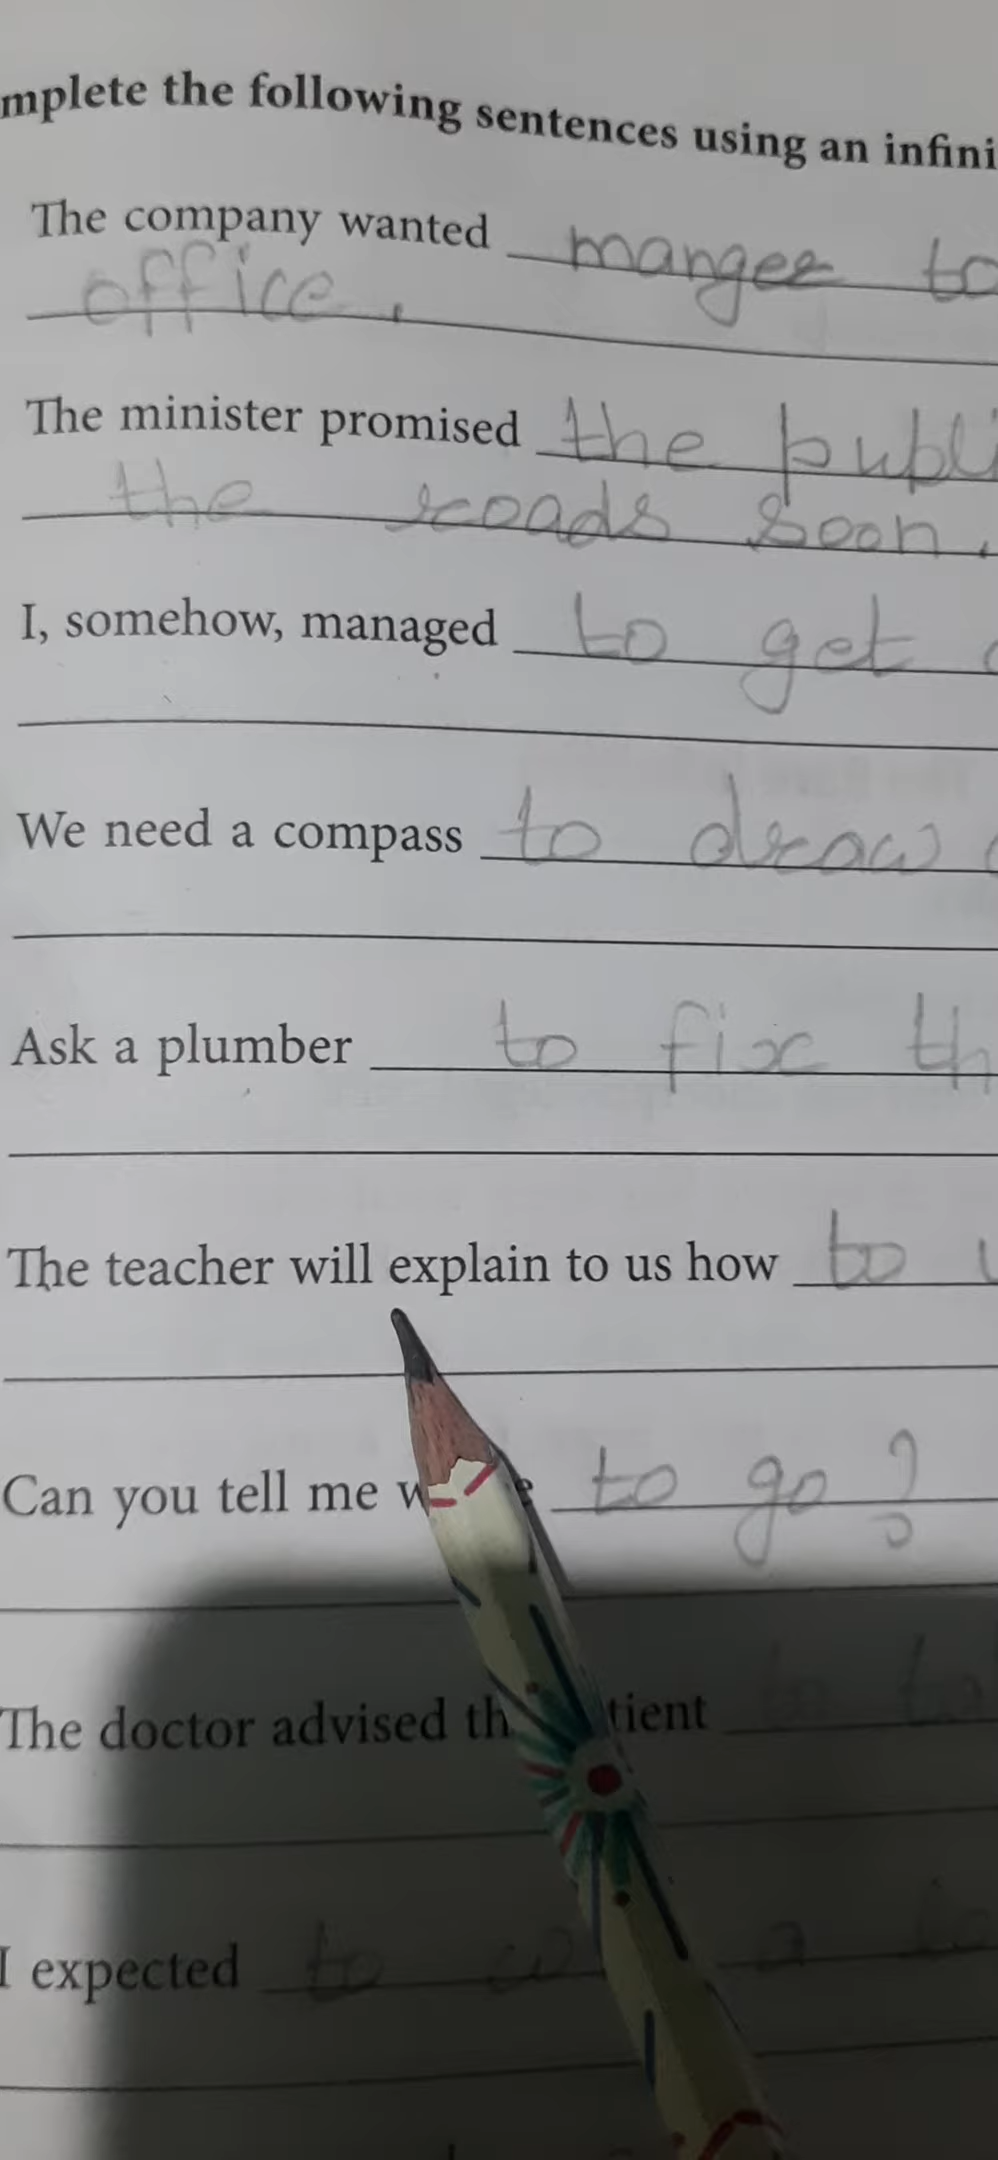 mplete the following sentences using an infini
The company wanted manger to
office.
The minister promised the publi
the roads soon.
I, somehow, managed to get
We need a compass to draw
Ask a plumber to fix th
The teacher will explain to us how to
Can you tell me to go?
The doctor advised th tient to
I expected to a